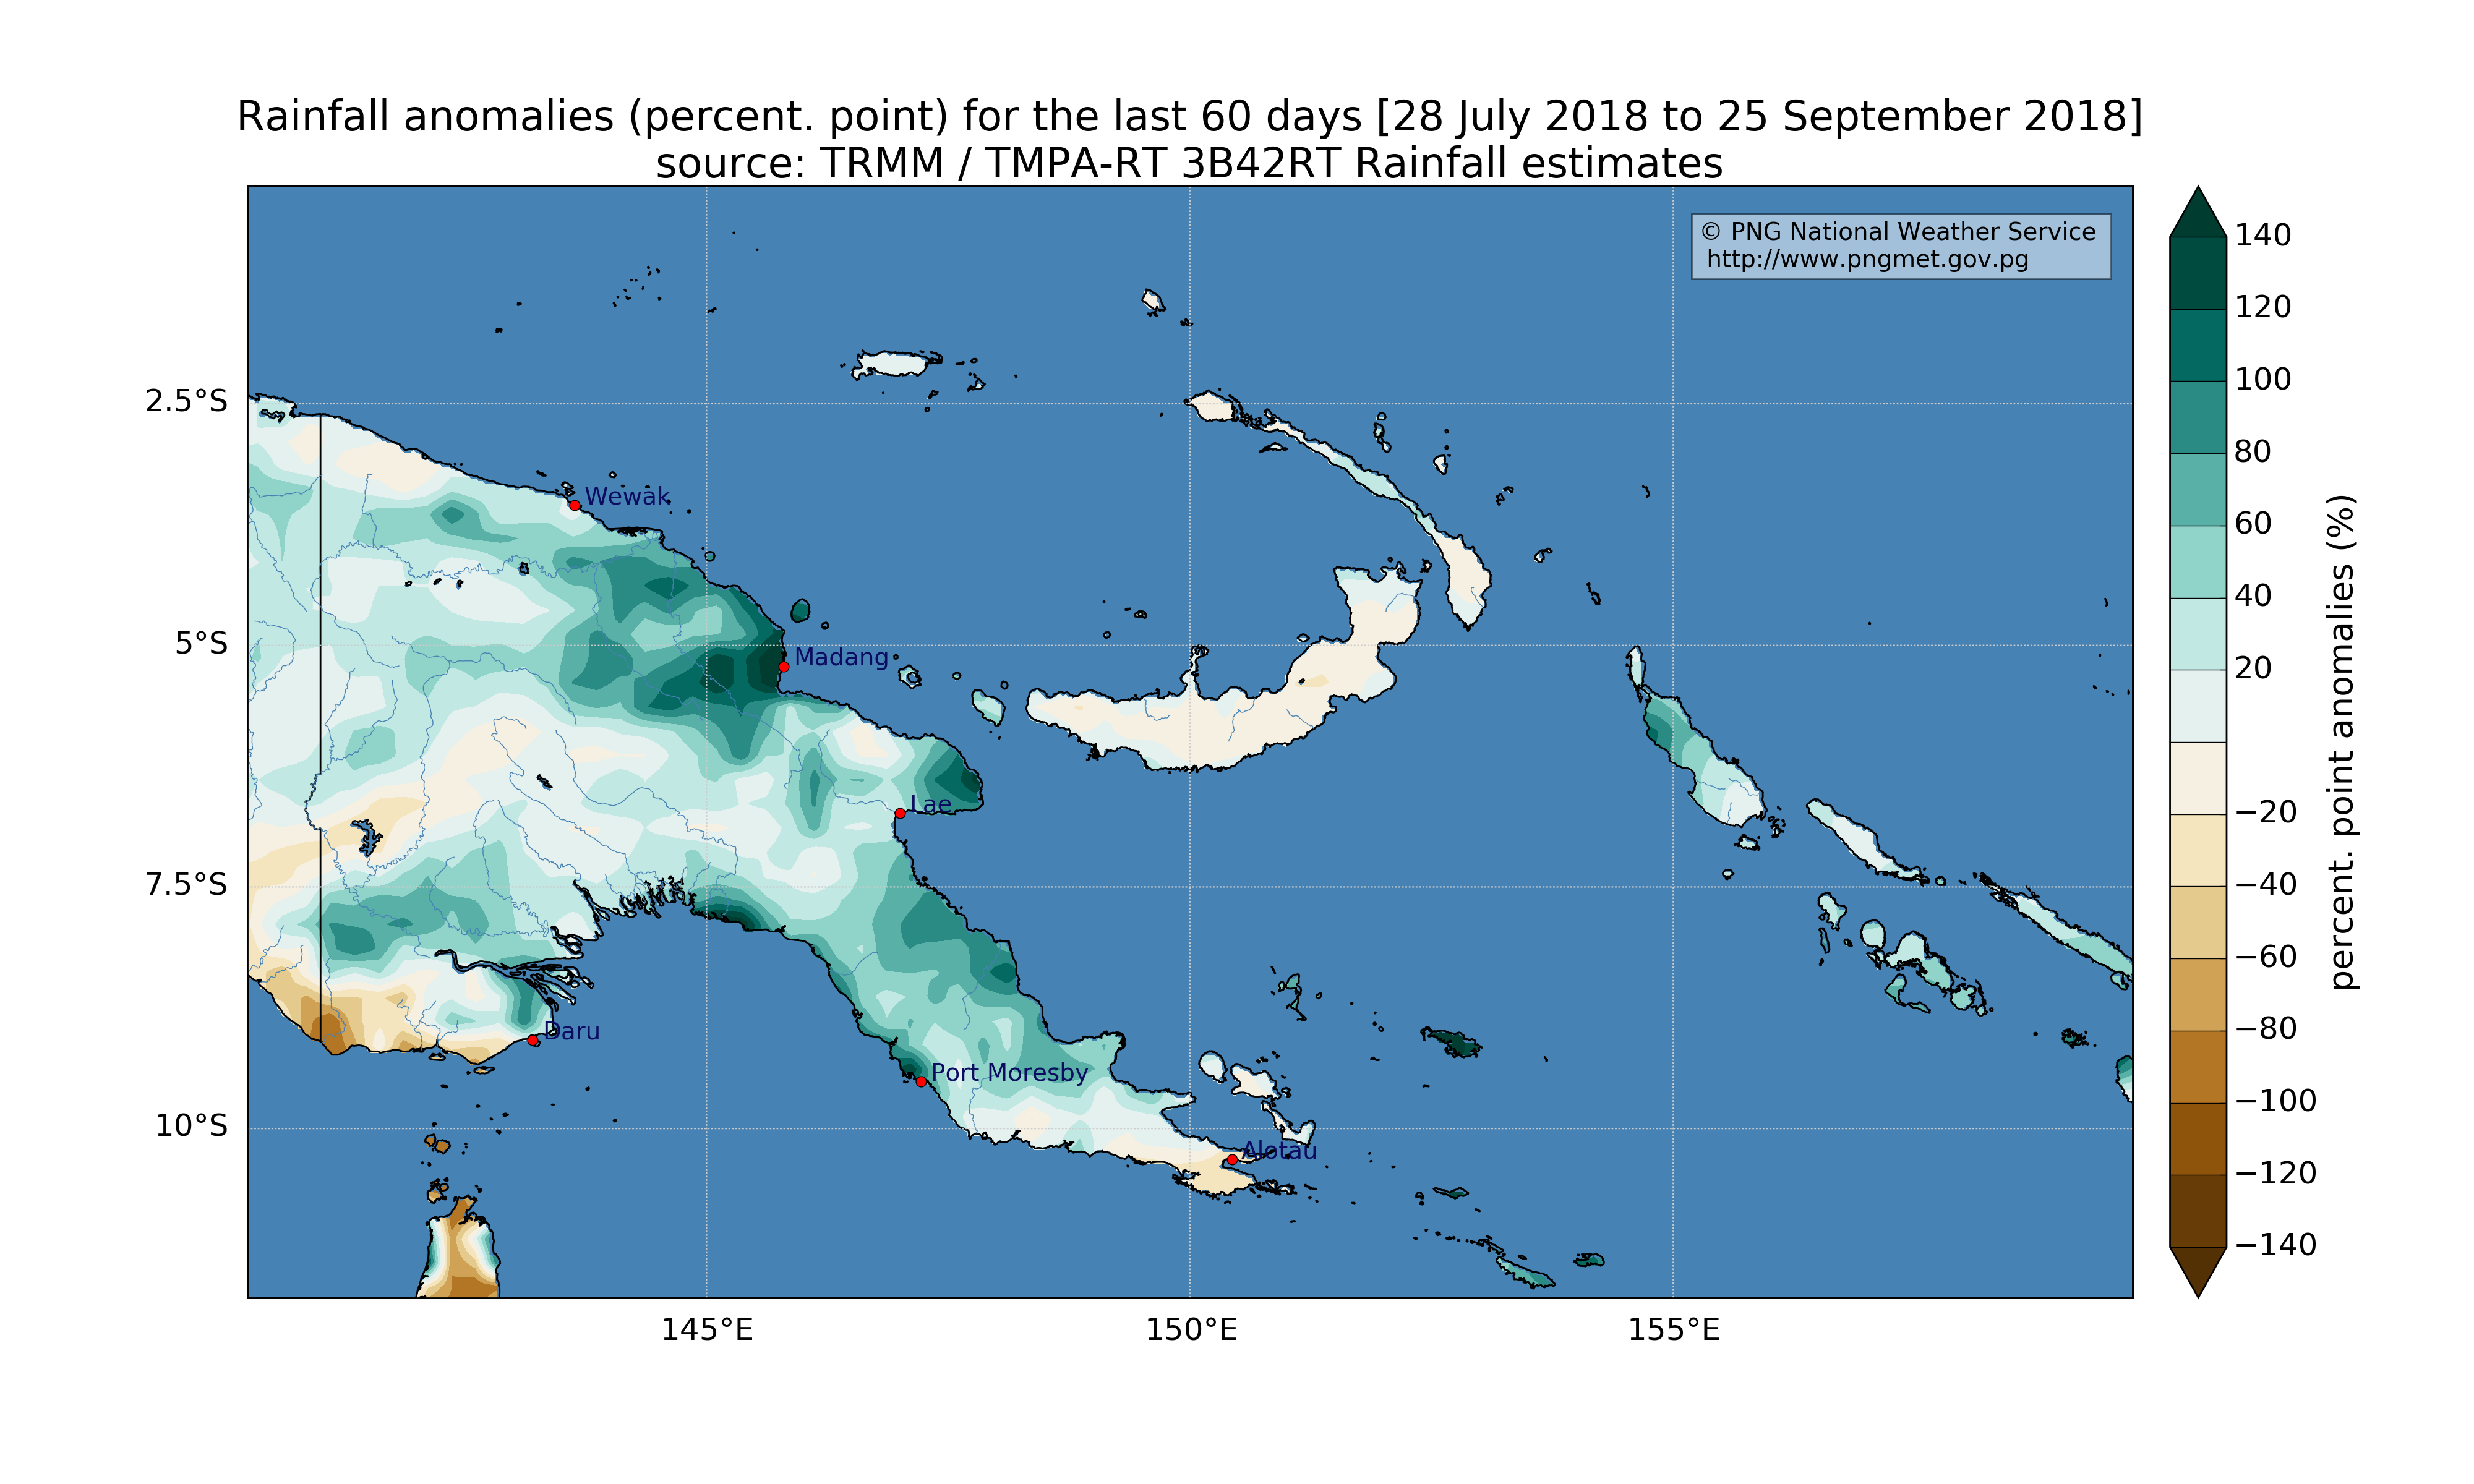 Rainfall anomalies (percent. point) for the last 60 days [28 July 2018 to 25 September 2018]
source: TRMM / TMPA-RT 3B42RT Rainfall estimates
© PNG National Weather Service
http://www.pngmet.gov.pg
2.5°S
5°S
7.5°S
10°S
Wewak
Madang
Lae
Daru
Port Moresby
Alotau
145°E
150°E
155°E
140
120
100
80
60
40
20
−20
−40
−60
−80
−100
−120
−140
percent. point anomalies (%)